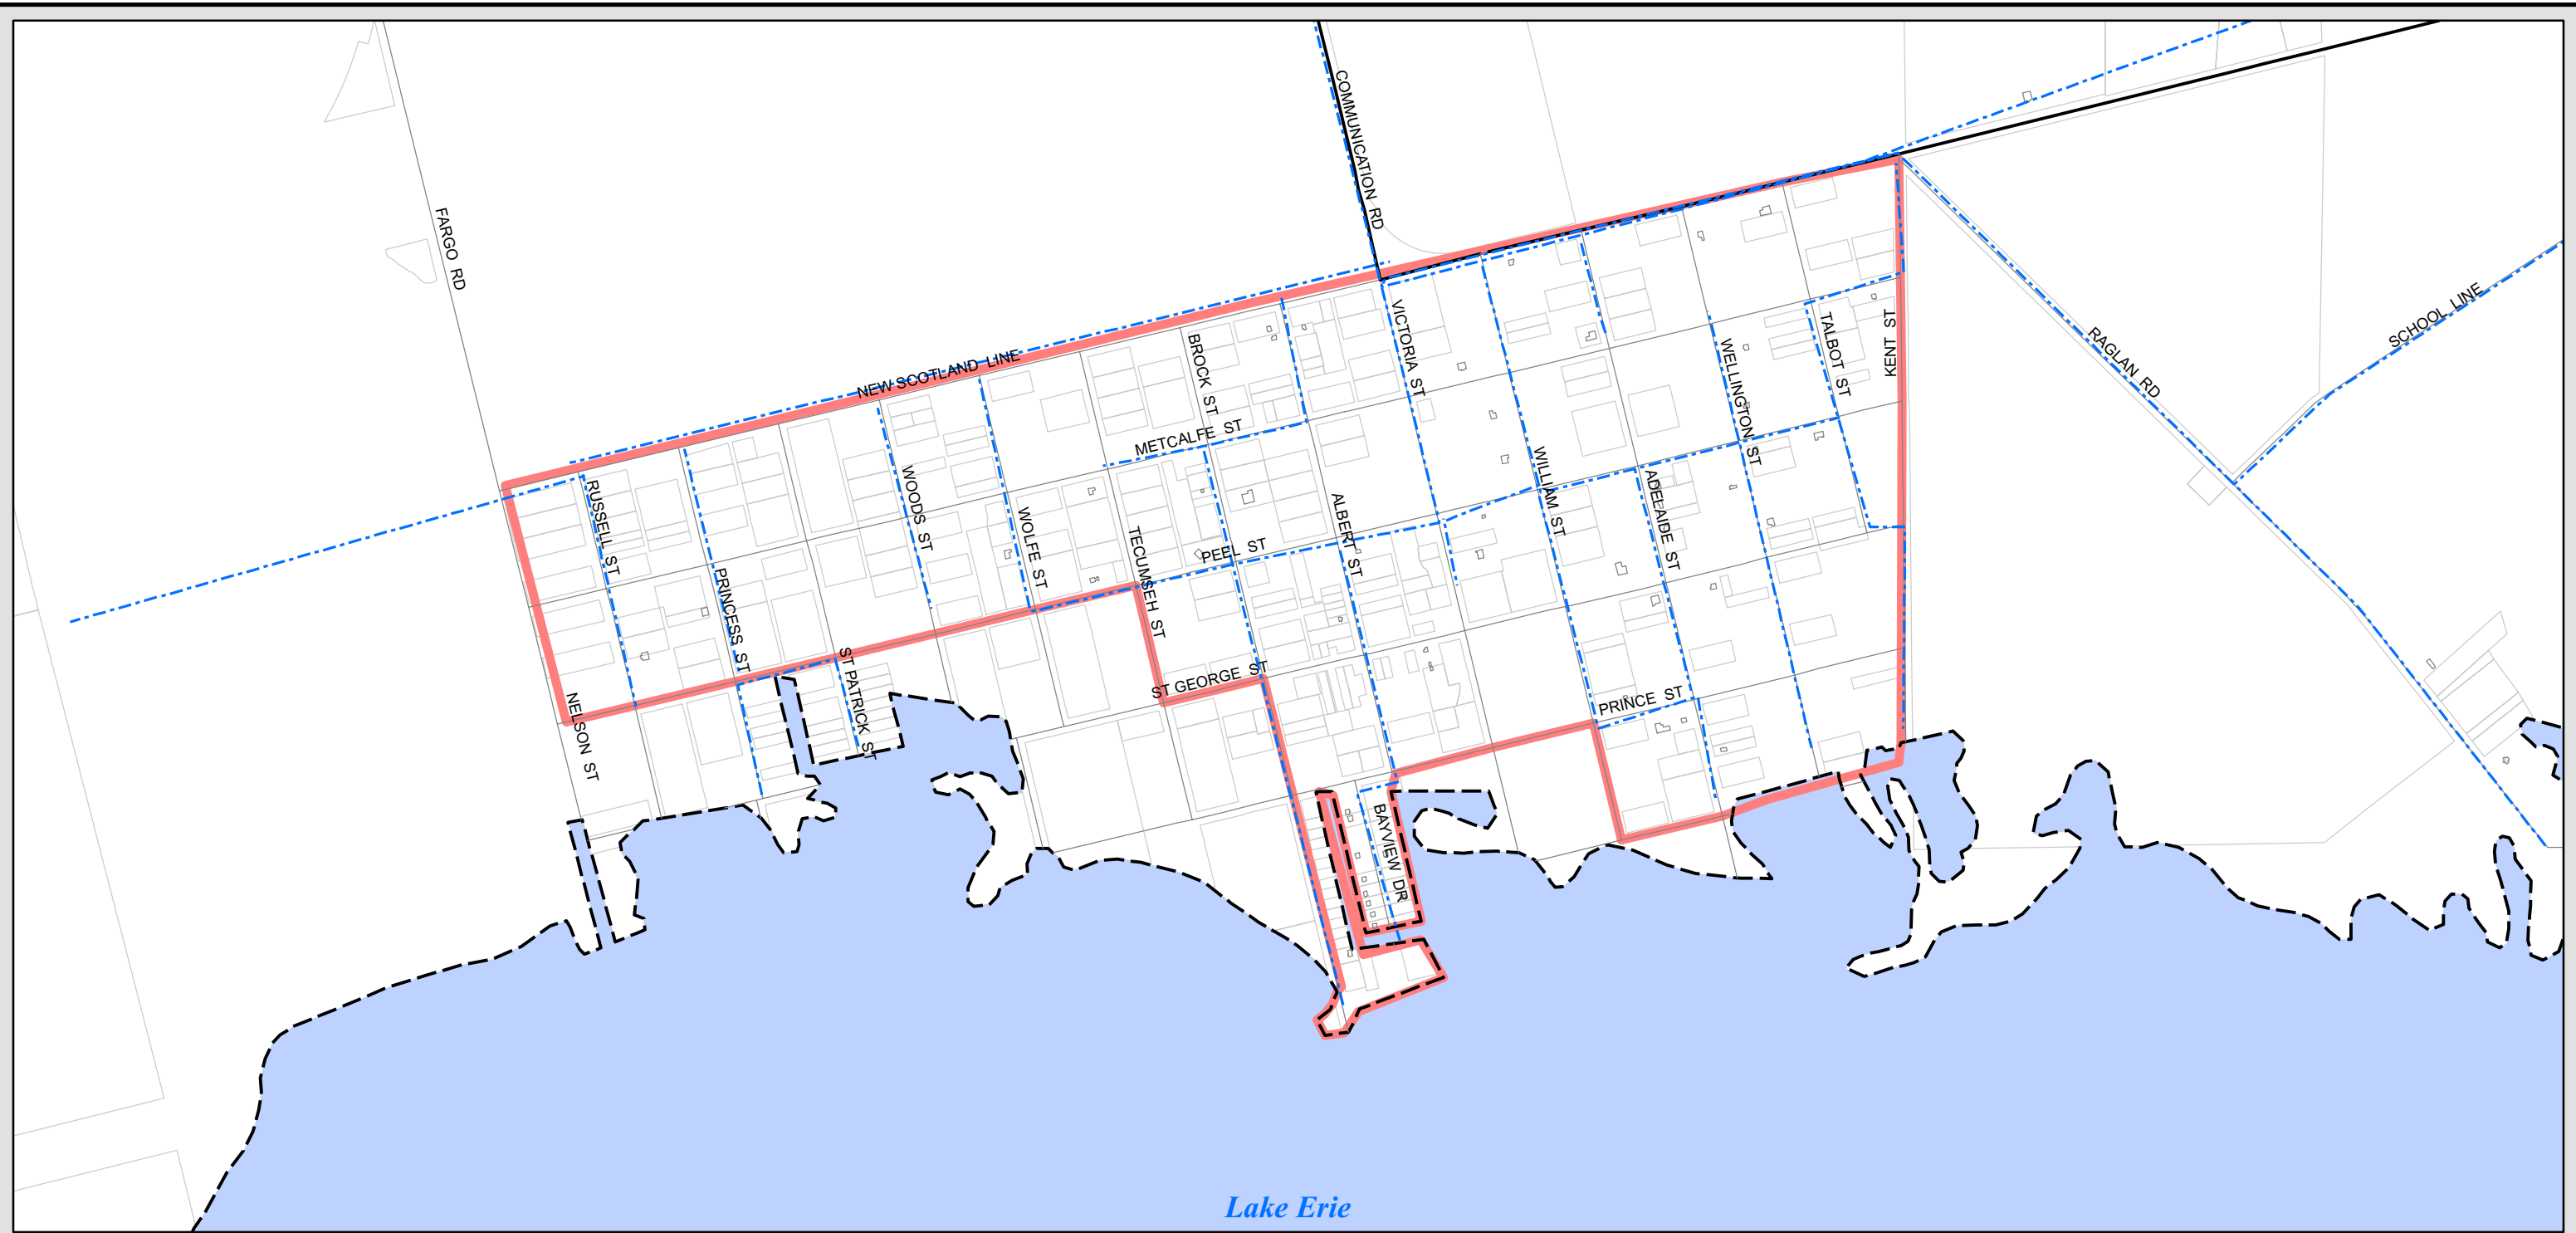 COMMUNICATION RD
FARGO RD
NEW SCOTLAND LINE
BROCK ST
VICTORIA ST
METCALFE ST
WELLINGTON ST
TALBOT ST
KENT ST
RAGLAN RD
SCHOOL LINE
RUSSELL ST
WOODS ST
WOLFE ST
TECUMSEH ST
PEEL ST
ALBERT ST
WILLIAM ST
ADELAIDE ST
PRINCESS ST
ST PATRICK ST
NELSON ST
ST GEORGE ST
PRINCE ST
BAYVIEW DR
Lake Erie